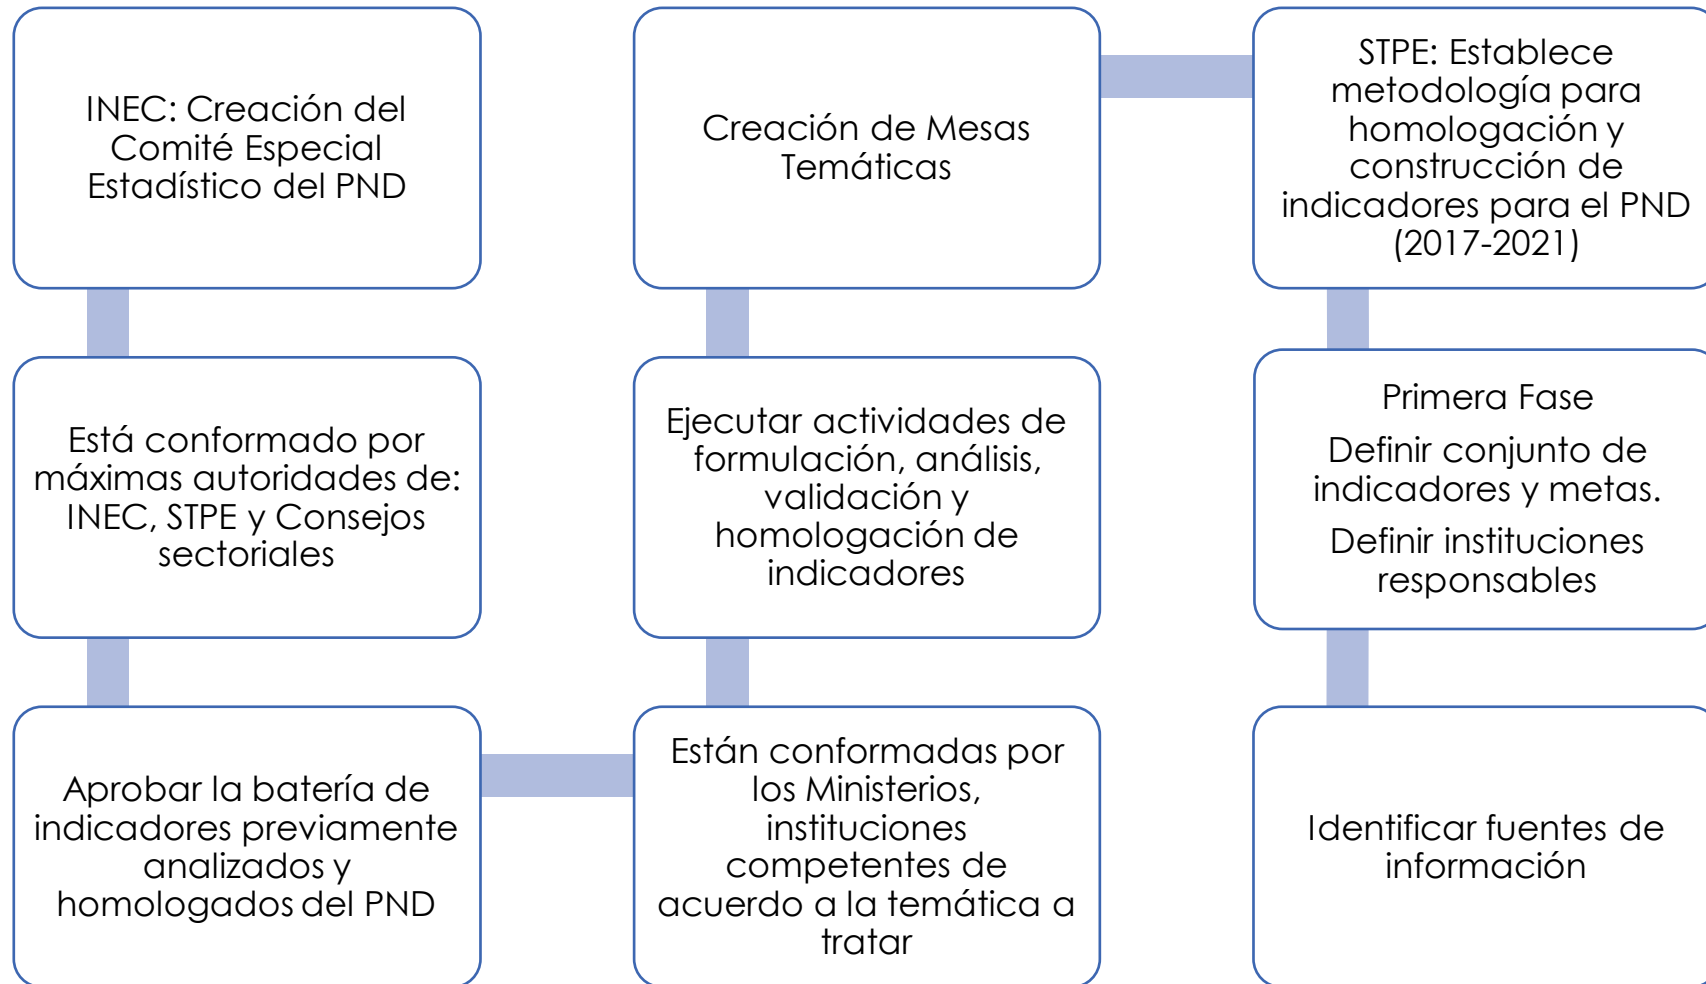 INEC: Creación del
Comité Especial
Estadístico del PND
Está conformado por
máximas autoridades de:
INEC, STPE y Consejos
sectoriales
Aprobar la batería de
indicadores previamente
analizados y
homologados del PND
Están conformadas por
los Ministerios,
instituciones
competentes de
acuerdo a la temática a
tratar
Ejecutar actividades de
formulación, análisis,
validación y
homologación de
indicadores
Creación de Mesas
Temáticas
STPE: Establece
metodología para
homologación y
construcción de
indicadores para el PND
(2017-2021)
Primera Fase
Definir conjunto de
indicadores y metas.
Definir instituciones
responsables
Identificar fuentes de
información